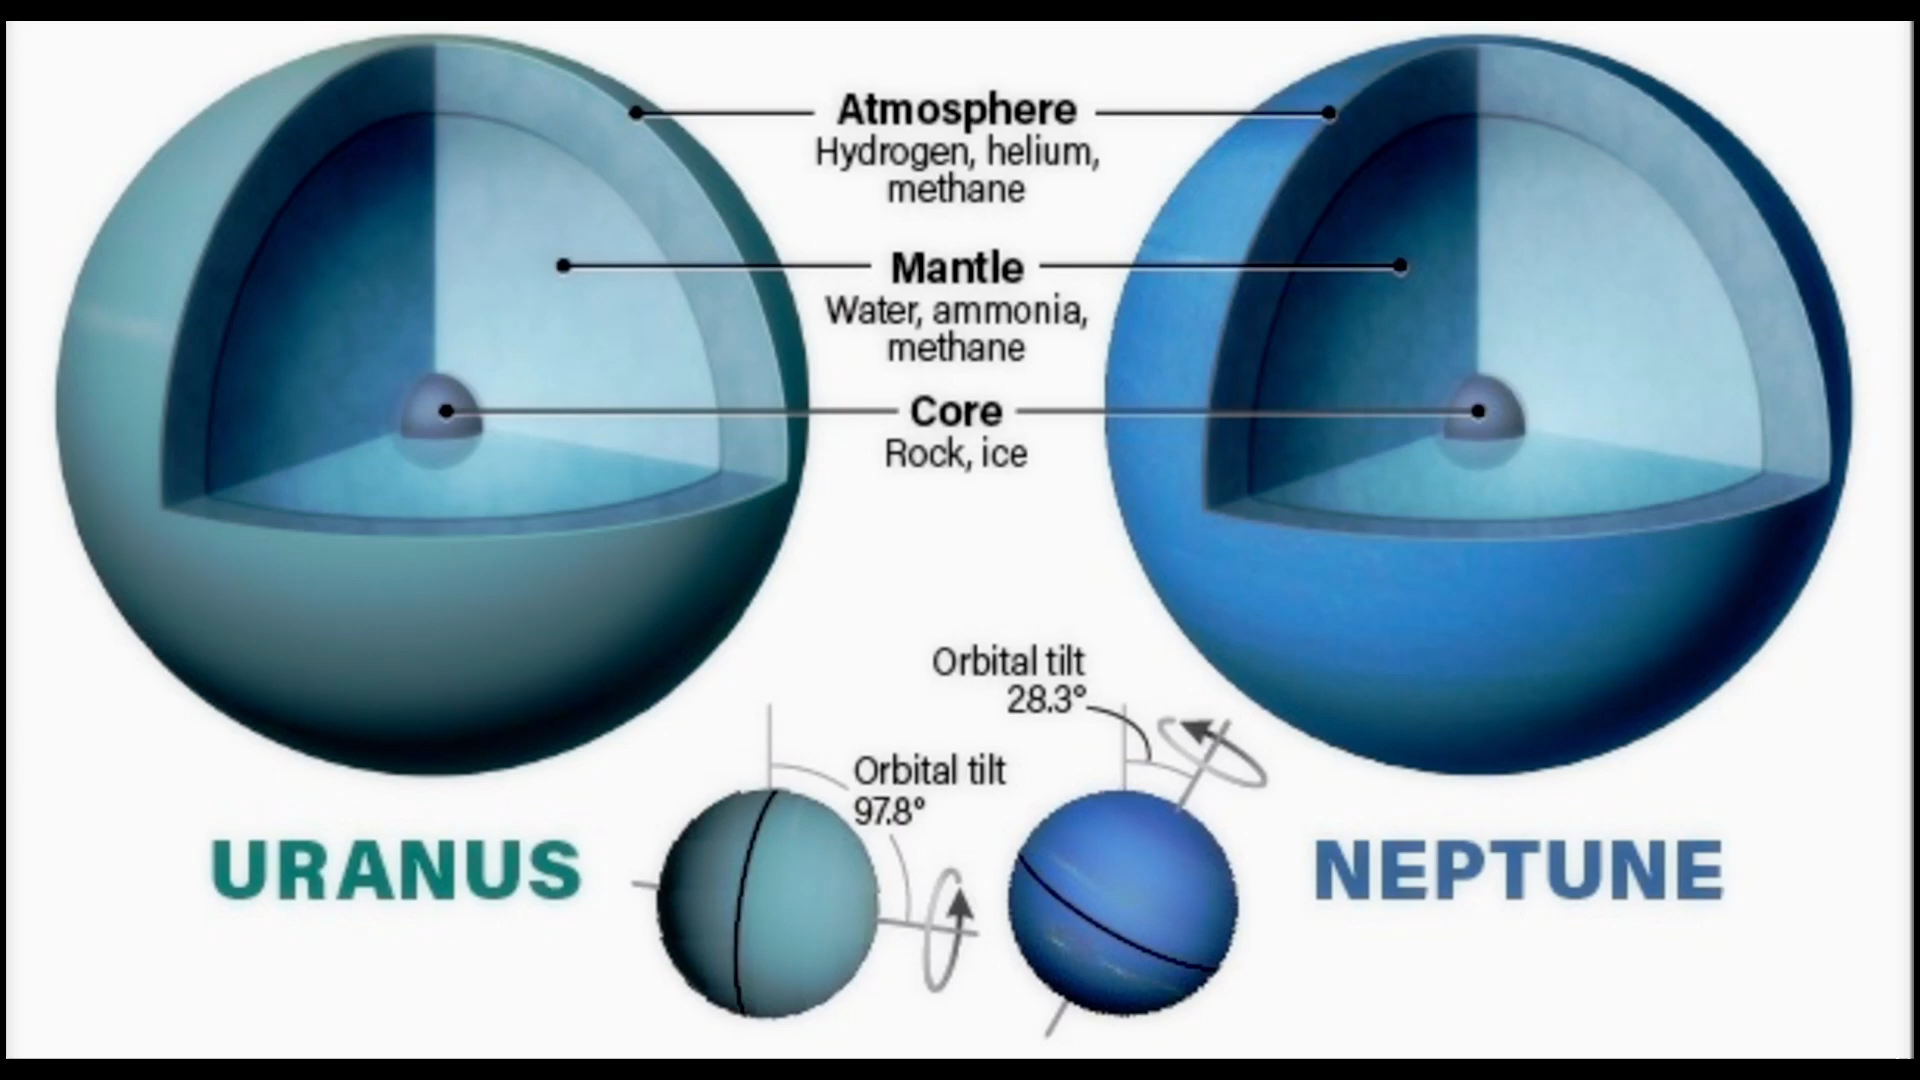 Atmosphere
Hydrogen, helium,
methane
Mantle
Water, ammonia,
methane
Core
Rock, ice
Orbital tilt
28.3°
Orbital tilt
97.8°
URANUS
NEPTUNE